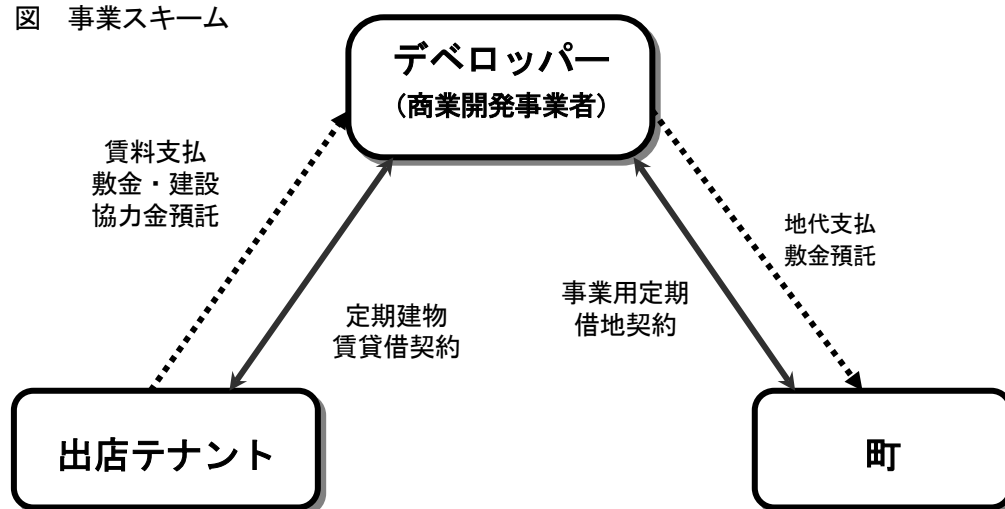 図　事業スキーム
デベロッパー
（商業開発事業者）
賃料支払
敷金・建設
協力金預託
地代支払
敷金預託
定期建物
賃貸借契約
事業用定期
借地契約
出店テナント
町